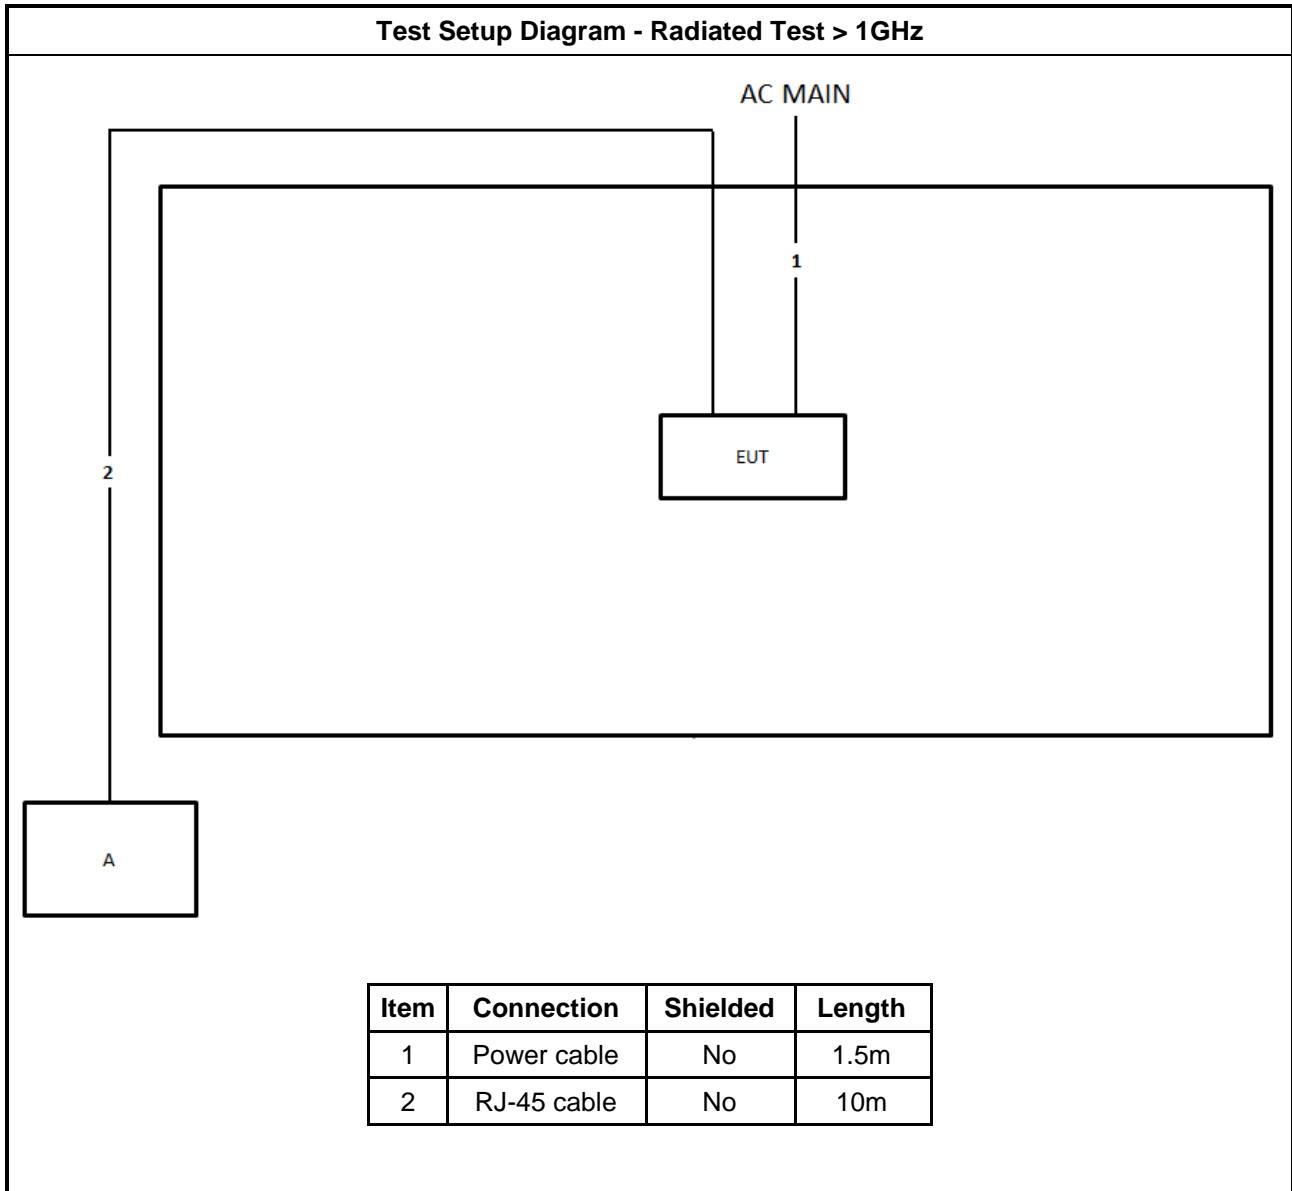 Test Setup Diagram - Radiated Test > 1GHz
AC MAIN
1
EUT
2
A
Item Connection Shielded Length
1 Power cable No 1.5m
2 RJ-45 cable No 10m